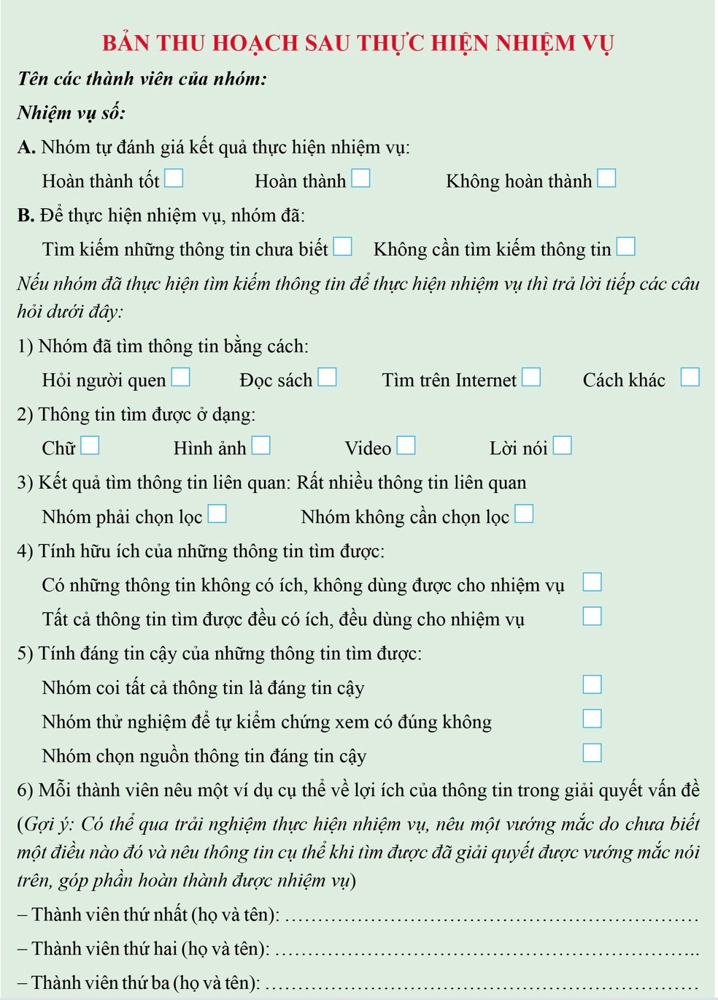 BẢN THU HOẠCH SAU THỰC HIỆN NHIỆM VỤ
Tên các thành viên của nhóm:
Nhiệm vụ số:
A. Nhóm tự đánh giá kết quả thực hiện nhiệm vụ:
Hoàn thành tốt Hoàn thành Không hoàn thành
B. Để thực hiện nhiệm vụ, nhóm đã:
Tìm kiếm những thông tin chưa biết Không cần tìm kiếm thông tin
Nếu nhóm đã thực hiện tìm kiếm thông tin để thực hiện nhiệm vụ thì trả lời tiếp các câu
hỏi dưới đây:
1) Nhóm đã tìm thông tin bằng cách:
Hỏi người quen Đọc sách Tìm trên Internet Cách khác
2) Thông tin tìm được ở dạng:
Chữ Hình ảnh Video Lời nói
3) Kết quả tìm thông tin liên quan: Rất nhiều thông tin liên quan
Nhóm phải chọn lọc Nhóm không cần chọn lọc
4) Tính hữu ích của những thông tin tìm được:
Có những thông tin không có ích, không dùng được cho nhiệm vụ
Tất cả thông tin tìm được đều có ích, đều dùng cho nhiệm vụ
5) Tính đáng tin cậy của những thông tin tìm được:
Nhóm coi tất cả thông tin là đáng tin cậy
Nhóm thử nghiệm để tự kiểm chứng xem có đúng không
Nhóm chọn nguồn thông tin đáng tin cậy
6) Mỗi thành viên nêu một ví dụ cụ thể về lợi ích của thông tin trong giải quyết vấn đề
(Gợi ý: Có thể qua trải nghiệm thực hiện nhiệm vụ, nêu một vướng mắc do chưa biết
một điều nào đó và nêu thông tin cụ thể khi tìm được đã giải quyết được vướng mắc nói
trên, góp phần hoàn thành được nhiệm vụ)
– Thành viên thứ nhất (họ và tên): ..........................................................
– Thành viên thứ hai (họ và tên): ...........................................................
– Thành viên thứ ba (họ và tên): ............................................................